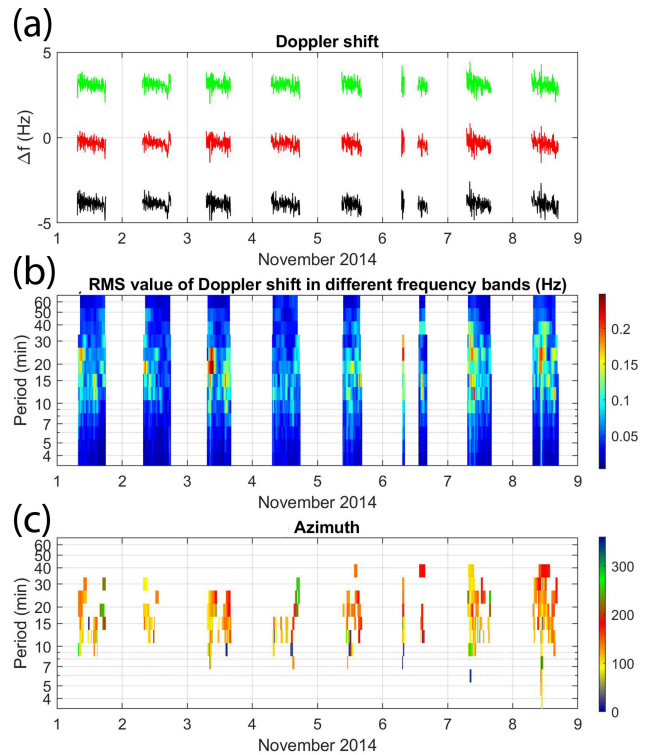 (a)
Doppler shift
Δf (Hz)
5
0
-5
1 2 3 4 5 6 7 8 9
November 2014
(b)
RMS value of Doppler shift in different frequency bands (Hz)
Period (min)
60
50
40
30
20
15
10
7
5
4
0.2
0.15
0.1
0.05
1 2 3 4 5 6 7 8 9
November 2014
(c)
Azimuth
Period (min)
60
50
40
30
20
15
10
7
5
4
300
200
100
0
1 2 3 4 5 6 7 8 9
November 2014